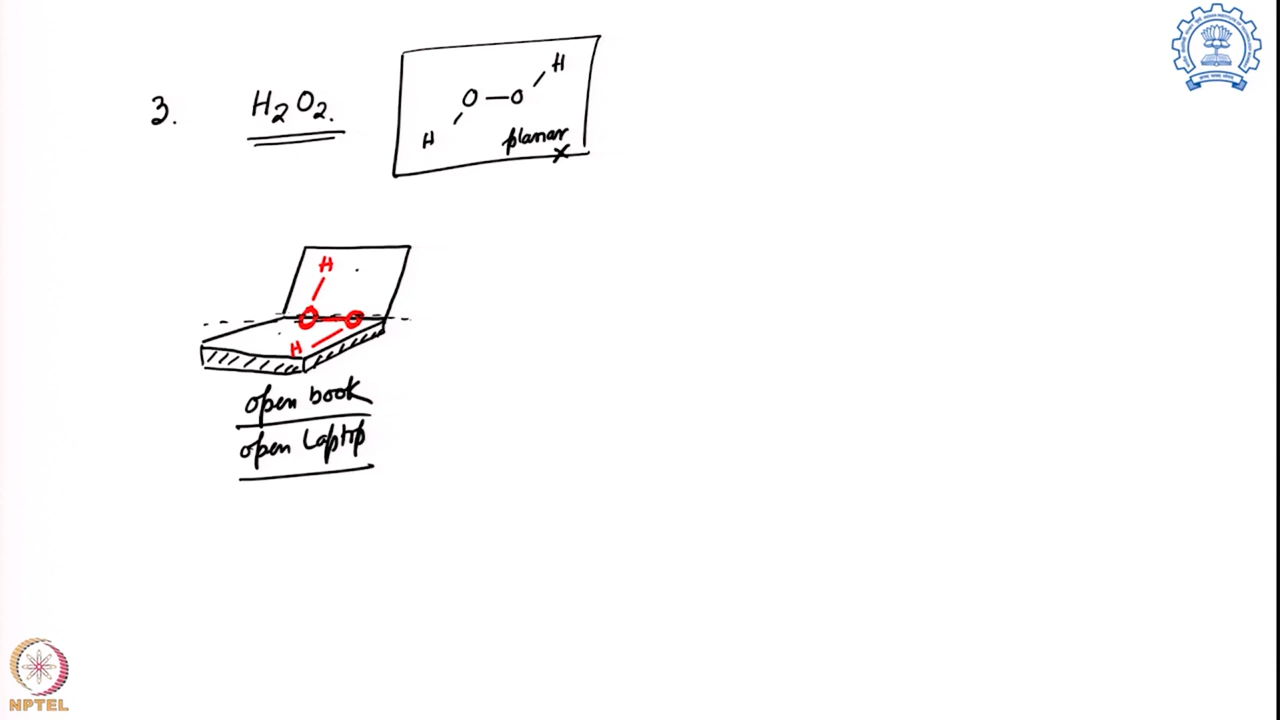 3. H2O2.
H
O — O
H
planar
X
H
O — O
H
open book
open Laptop
NPTEL